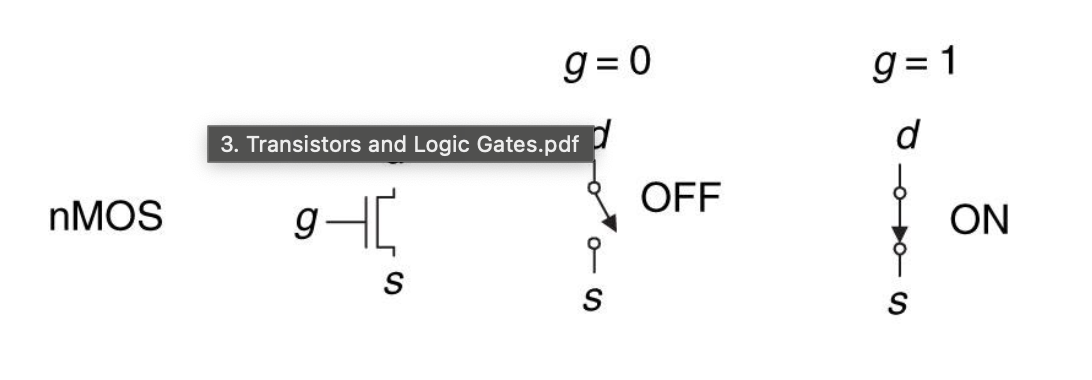 g = 0
g = 1
3. Transistors and Logic Gates.pdf
d
d
nMOS
g
s
OFF
s
ON
s